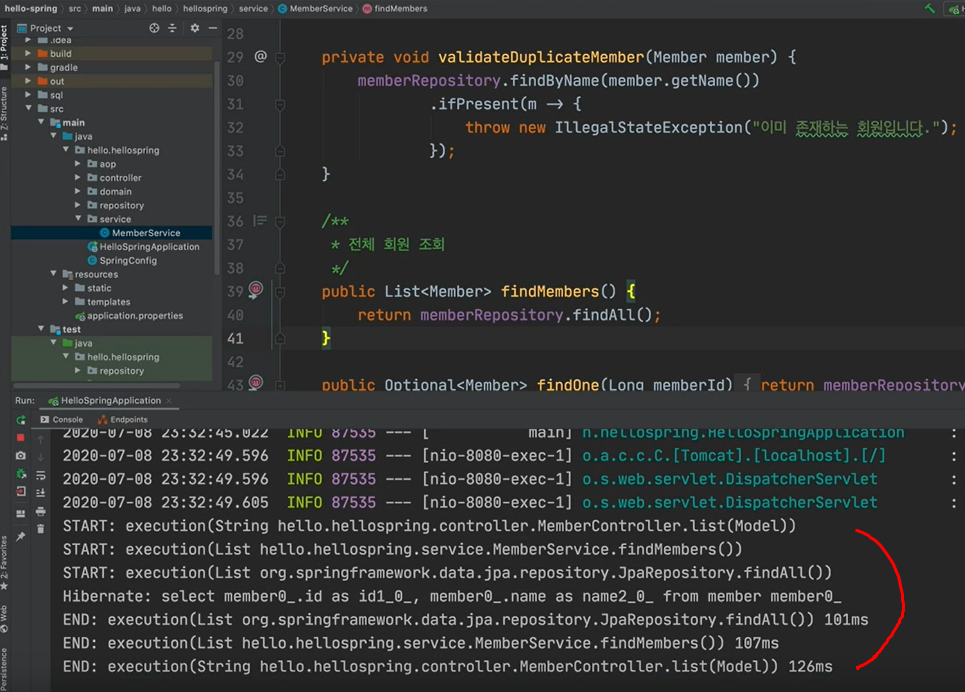 hello-spring src main java hello hellospring service MemberService findMembers
1: Project
Z: Structure
2: Favorites
Web
Persistence
Project
.idea
build
gradle
out
sql
src
main
java
hello.hellospring
aop
controller
domain
repository
service
MemberService
HelloSpringApplication
SpringConfig
resources
static
templates
application.properties
test
java
hello.hellospring
repository
28
29 @ private void validateDuplicateMember(Member member) {
30 memberRepository.findByName(member.getName())
31 .ifPresent(m -> {
32 throw new IllegalStateException("이미 존재하는 회원입니다.");
33 });
34 }
35
36 /**
37 * 전체 회원 조회
38 */
39 public List<Member> findMembers() {
40 return memberRepository.findAll();
41 }
42
43 public Optional<Member> findOne(Long memberId) { return memberRepository
Run: HelloSpringApplication
Console Endpoints
2020-07-08 23:32:45.022 INFO 87535 --- [ main] h.hellospring.HelloSpringApplication :
2020-07-08 23:32:49.596 INFO 87535 --- [nio-8080-exec-1] o.a.c.c.C.[Tomcat].[localhost].[/] :
2020-07-08 23:32:49.596 INFO 87535 --- [nio-8080-exec-1] o.s.web.servlet.DispatcherServlet :
2020-07-08 23:32:49.605 INFO 87535 --- [nio-8080-exec-1] o.s.web.servlet.DispatcherServlet :
START: execution(String hello.hellospring.controller.MemberController.list(Model))
START: execution(List hello.hellospring.service.MemberService.findMembers())
START: execution(List org.springframework.data.jpa.repository.JpaRepository.findAll())
Hibernate: select member0_.id as id1_0_, member0_.name as name2_0_ from member member0_
END: execution(List org.springframework.data.jpa.repository.JpaRepository.findAll()) 101ms
END: execution(List hello.hellospring.service.MemberService.findMembers()) 107ms
END: execution(String hello.hellospring.controller.MemberController.list(Model)) 126ms